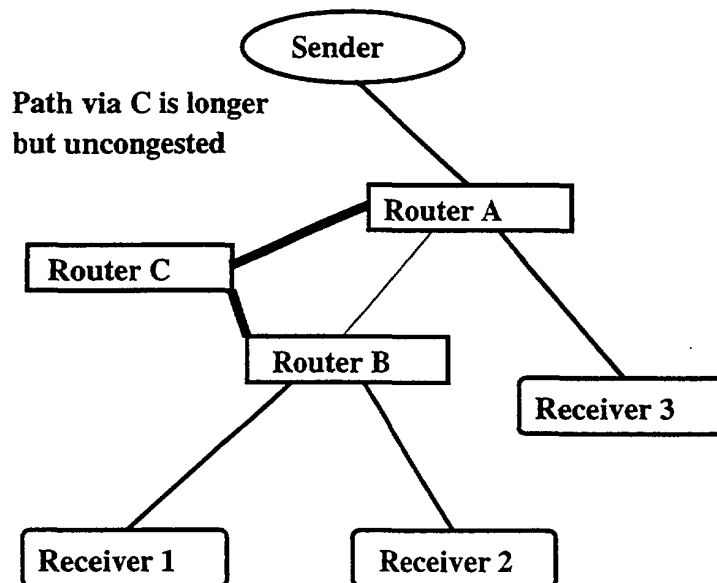 Sender
Path via C is longer
but uncongested
Router A
Router C
Router B
Receiver 3
Receiver 1
Receiver 2